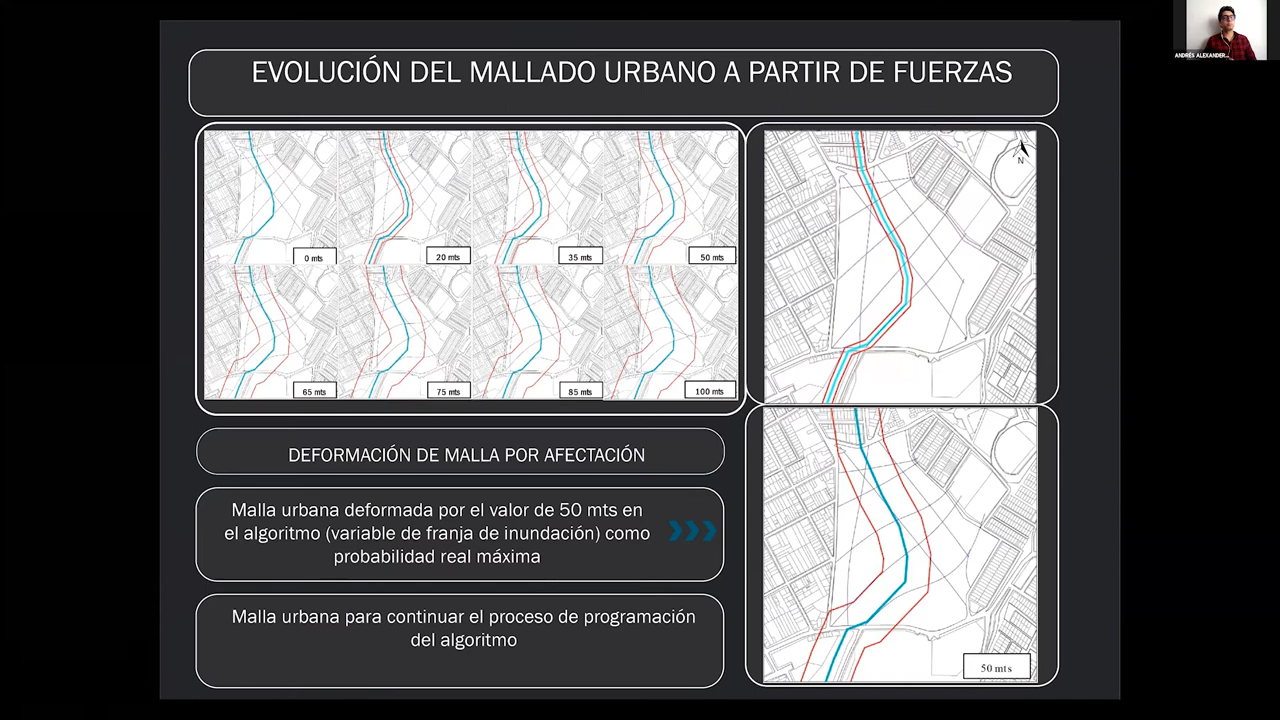 ANDRÉS ALEXANDER...
EVOLUCIÓN DEL MALLADO URBANO A PARTIR DE FUERZAS
0 mts
20 mts
35 mts
50 mts
65 mts
75 mts
85 mts
100 mts
N
DEFORMACIÓN DE MALLA POR AFECTACIÓN
Malla urbana deformada por el valor de 50 mts en
el algoritmo (variable de franja de inundación) como
probabilidad real máxima
Malla urbana para continuar el proceso de programación
del algoritmo
50 mts